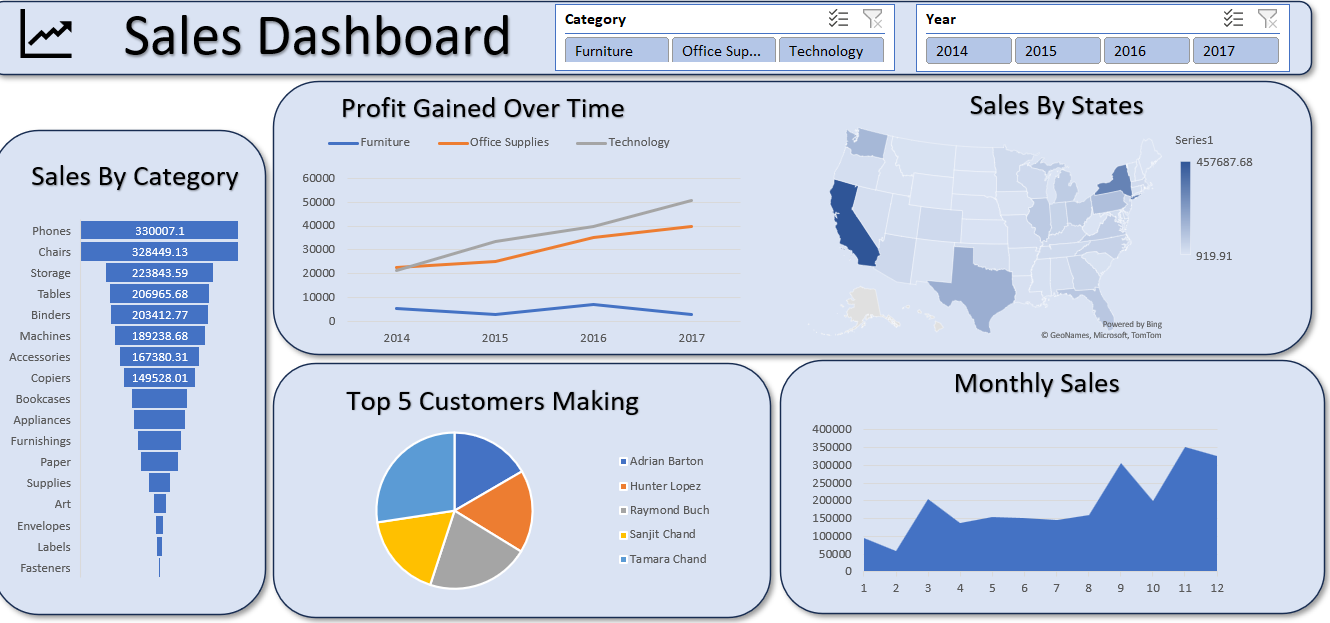 Sales Dashboard
Category
Furniture
Office Sup...
Technology
Year
2014
2015
2016
2017
Sales By Category
Phones 330007.1
Chairs 328449.13
Storage 223843.59
Tables 206965.68
Binders 203412.77
Machines 189238.68
Accessories 167380.31
Copiers 149528.01
Bookcases
Appliances
Furnishings
Paper
Supplies
Art
Envelopes
Labels
Fasteners
Profit Gained Over Time
Furniture Office Supplies Technology
60000
50000
40000
30000
20000
10000
0
2014 2015 2016 2017
Sales By States
Series1
457687.68
919.91
Powered by Bing
© GeoNames, Microsoft, TomTom
Top 5 Customers Making
Adrian Barton
Hunter Lopez
Raymond Buch
Sanjit Chand
Tamara Chand
Monthly Sales
400000
350000
300000
250000
200000
150000
100000
50000
0
1 2 3 4 5 6 7 8 9 10 11 12